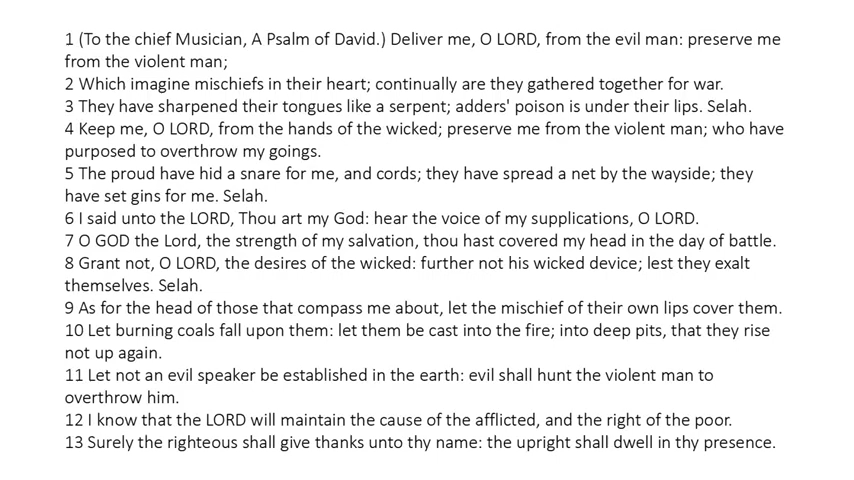 1 (To the chief Musician, A Psalm of David.) Deliver me, O LORD, from the evil man: preserve me
from the violent man;
2 Which imagine mischiefs in their heart; continually are they gathered together for war.
3 They have sharpened their tongues like a serpent; adders' poison is under their lips. Selah.
4 Keep me, O LORD, from the hands of the wicked; preserve me from the violent man; who have
purposed to overthrow my goings.
5 The proud have hid a snare for me, and cords; they have spread a net by the wayside; they
have set gins for me. Selah.
6 I said unto the LORD, Thou art my God: hear the voice of my supplications, O LORD.
7 O GOD the Lord, the strength of my salvation, thou hast covered my head in the day of battle.
8 Grant not, O LORD, the desires of the wicked: further not his wicked device; lest they exalt
themselves. Selah.
9 As for the head of those that compass me about, let the mischief of their own lips cover them.
10 Let burning coals fall upon them: let them be cast into the fire; into deep pits, that they rise
not up again.
11 Let not an evil speaker be established in the earth: evil shall hunt the violent man to
overthrow him.
12 I know that the LORD will maintain the cause of the afflicted, and the right of the poor.
13 Surely the righteous shall give thanks unto thy name: the upright shall dwell in thy presence.